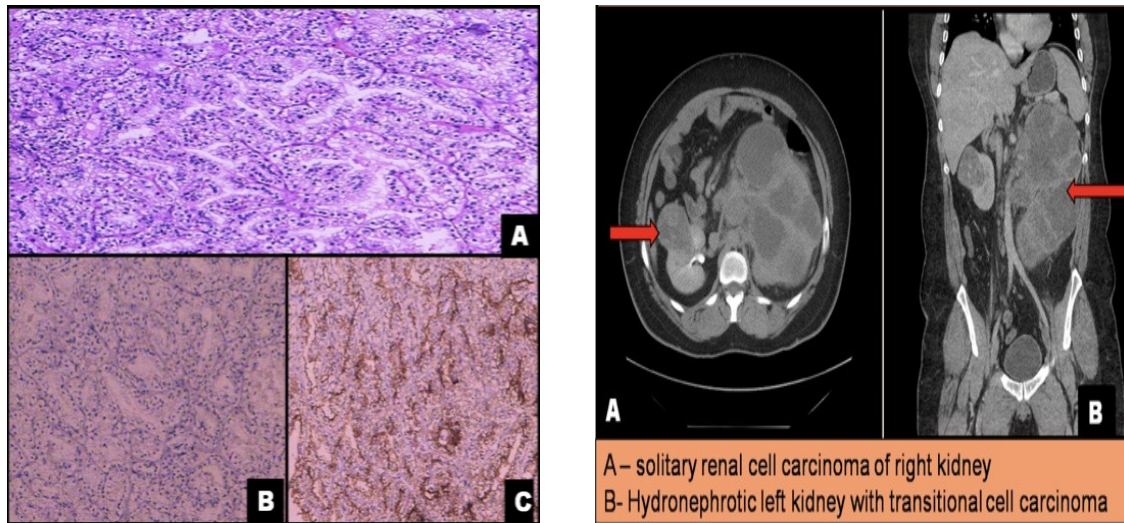 A
B
C
A
B
A – solitary renal cell carcinoma of right kidney
B- Hydronephrotic left kidney with transitional cell carcinoma